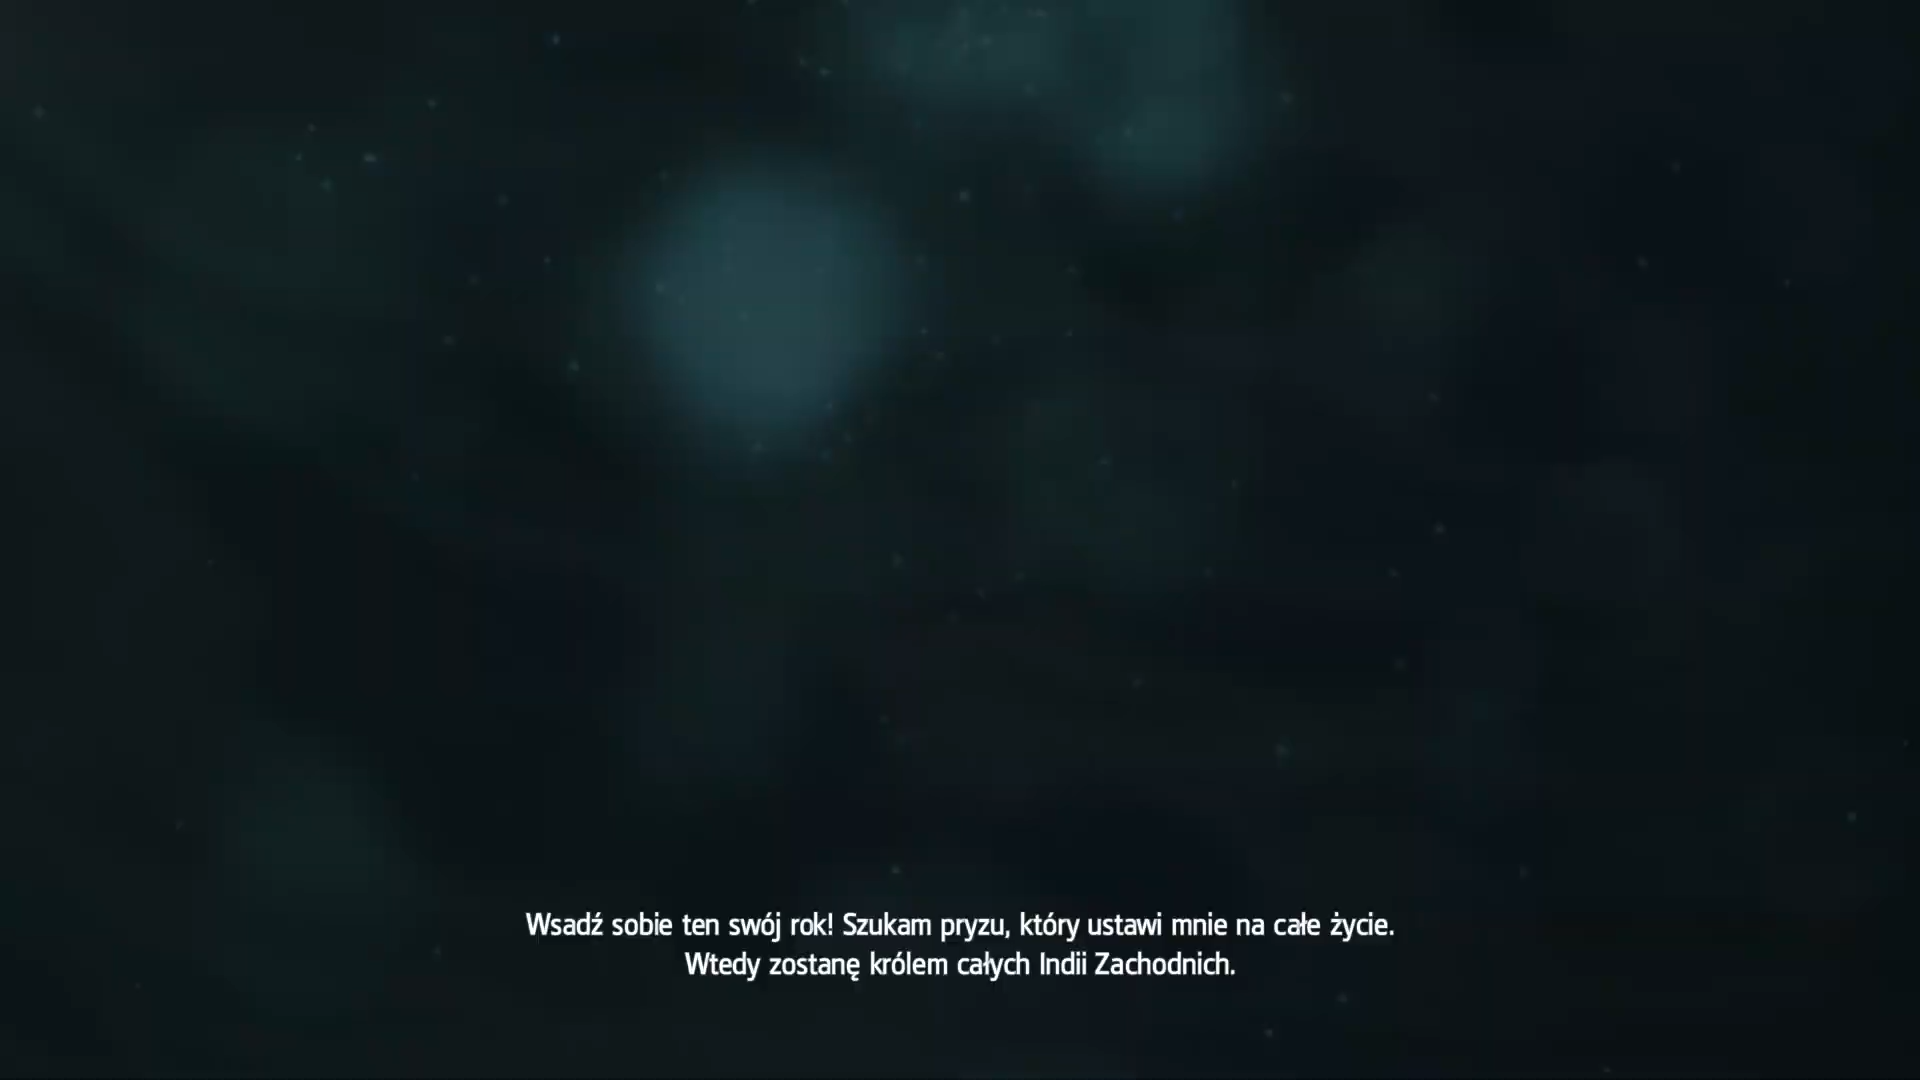 Wsadź sobie ten swój rok! Szukam pryzu, który ustawi mnie na całe życie.
Wtedy zostanę królem całych Indii Zachodnich.